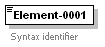 Element-0001
Syntax identifier